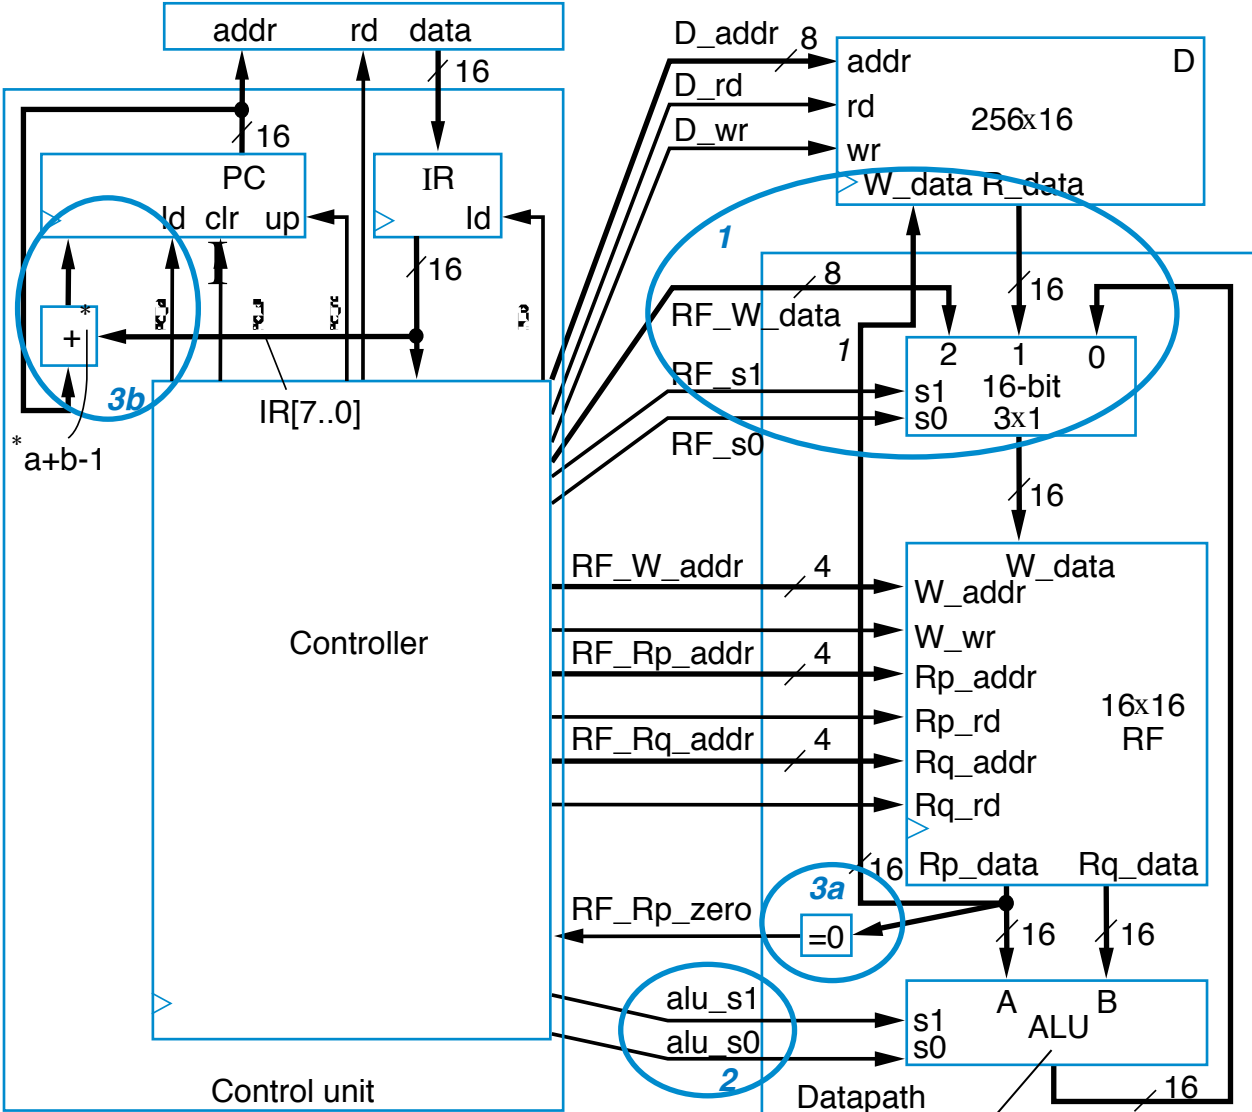 addr rd data
16
16
PC
ld clr up
I
IR
ld
16
+
*
3b
*a+b-1
IR[7..0]
Controller
Control unit
D_addr
8
D_rd
D_wr
addr
D
rd
256x16
wr
W_data R_data
1
8
16
RF_W_data
1
2 1 0
RF_s1
s1
16-bit
RF_s0
s0
3x1
16
W_data
RF_W_addr
4
W_addr
W_wr
RF_Rp_addr
4
Rp_addr
16x16
Rp_rd
RF
RF_Rq_addr
4
Rq_addr
Rq_rd
16
Rp_data Rq_data
3a
RF_Rp_zero
=0
16
16
alu_s1
A B
s1
ALU
alu_s0
s0
2
Datapath
16